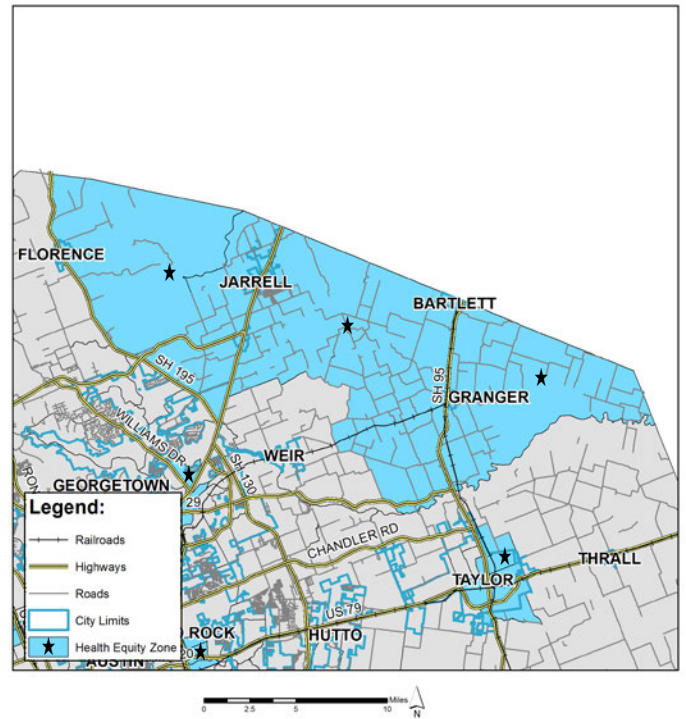 FLORENCE
JARRELL
BARTLETT
SH 195
SH 95
GRANGER
WILLIAMS DR
SH 130
WEIR
GEORGETOWN
29
CHANDLER RD
THRALL
TAYLOR
US 79
HUTTO
ROCK
AUSTIN
Legend:
Railroads
Highways
Roads
City Limits
Health Equity Zone
Miles
0 2.5 5 10
N